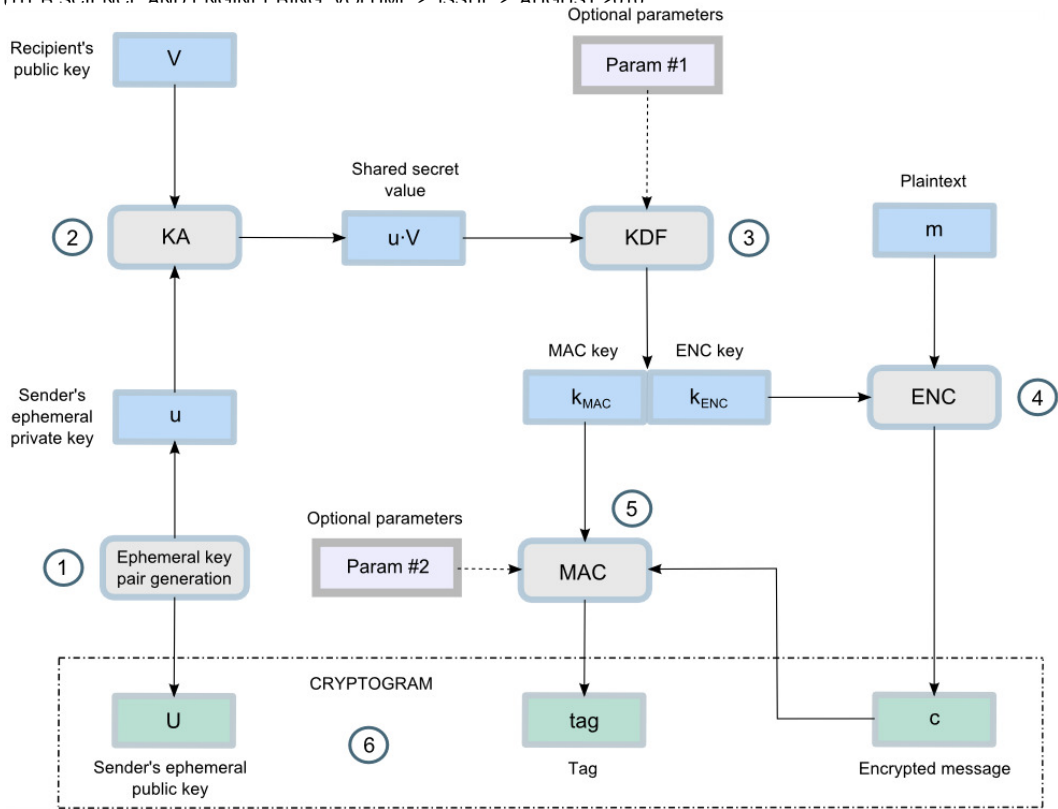 Optional parameters
Recipient's
public key
V
Param #1
Shared secret
value
Plaintext
2
KA
u·V
KDF
3
m
MAC key
ENC key
Sender's
ephemeral
private key
u
kMAC
kENC
ENC
4
5
Optional parameters
1
Ephemeral key
pair generation
Param #2
MAC
CRYPTOGRAM
U
tag
c
6
Sender's ephemeral
public key
Tag
Encrypted message